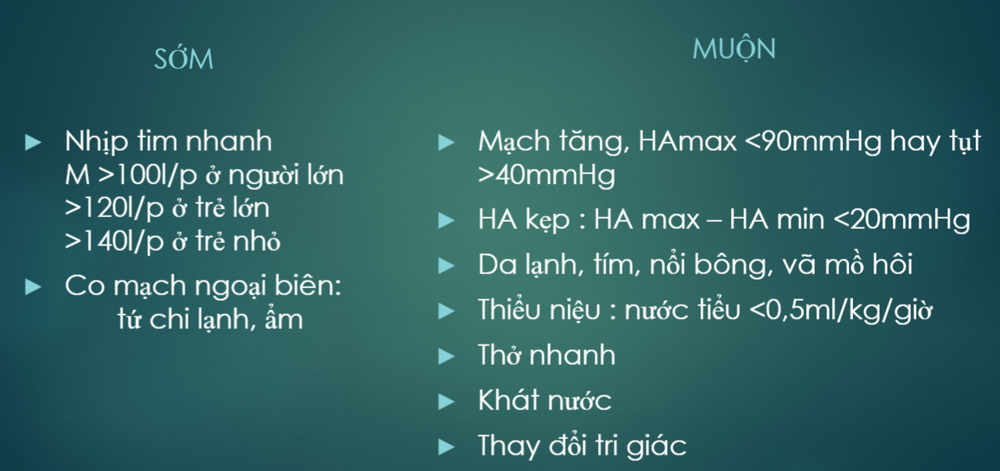 SỚM
Nhịp tim nhanh
M >100l/p ở người lớn
>120l/p ở trẻ lớn
>140l/p ở trẻ nhỏ
Co mạch ngoại biên:
tứ chi lạnh, ẩm
MUỘN
Mạch tăng, HAmax <90mmHg hay tụt
>40mmHg
HA kẹp : HA max – HA min <20mmHg
Da lạnh, tím, nổi bông, vã mồ hôi
Thiểu niệu : nước tiểu <0,5ml/kg/giờ
Thở nhanh
Khát nước
Thay đổi tri giác